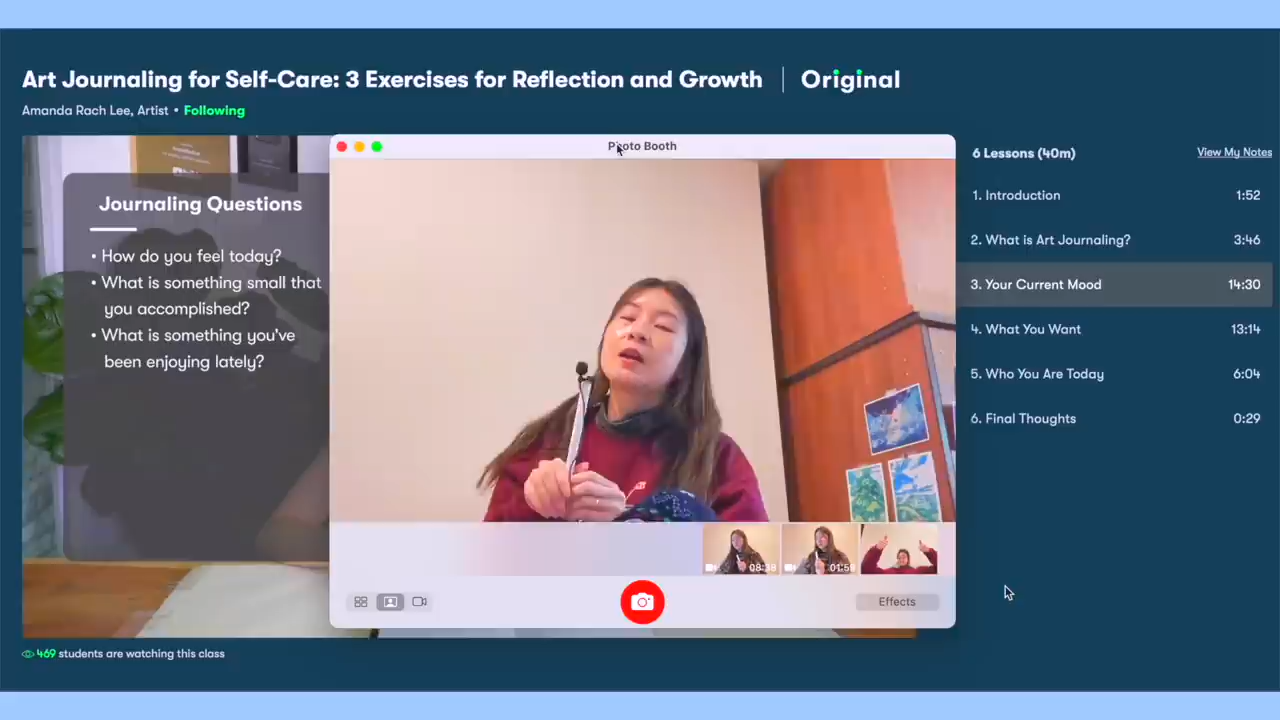 Art Journaling for Self-Care: 3 Exercises for Reflection and Growth | Original
Amanda Rach Lee, Artist • Following
Photo Booth
Journaling Questions
• How do you feel today?
• What is something small that
you accomplished?
• What is something you've
been enjoying lately?
08:38
01:59
Effects
469 students are watching this class
6 Lessons (40m)
View My Notes
1. Introduction 1:52
2. What is Art Journaling? 3:46
3. Your Current Mood 14:30
4. What You Want 13:14
5. Who You Are Today 6:04
6. Final Thoughts 0:29